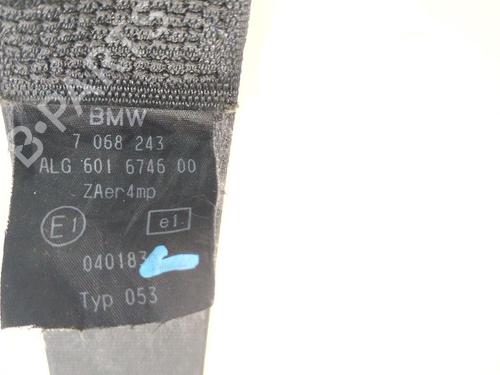 BMW
7 068 243
ALG 601 6746 00
ZAer4mp
E1 e1
040183
Typ 053